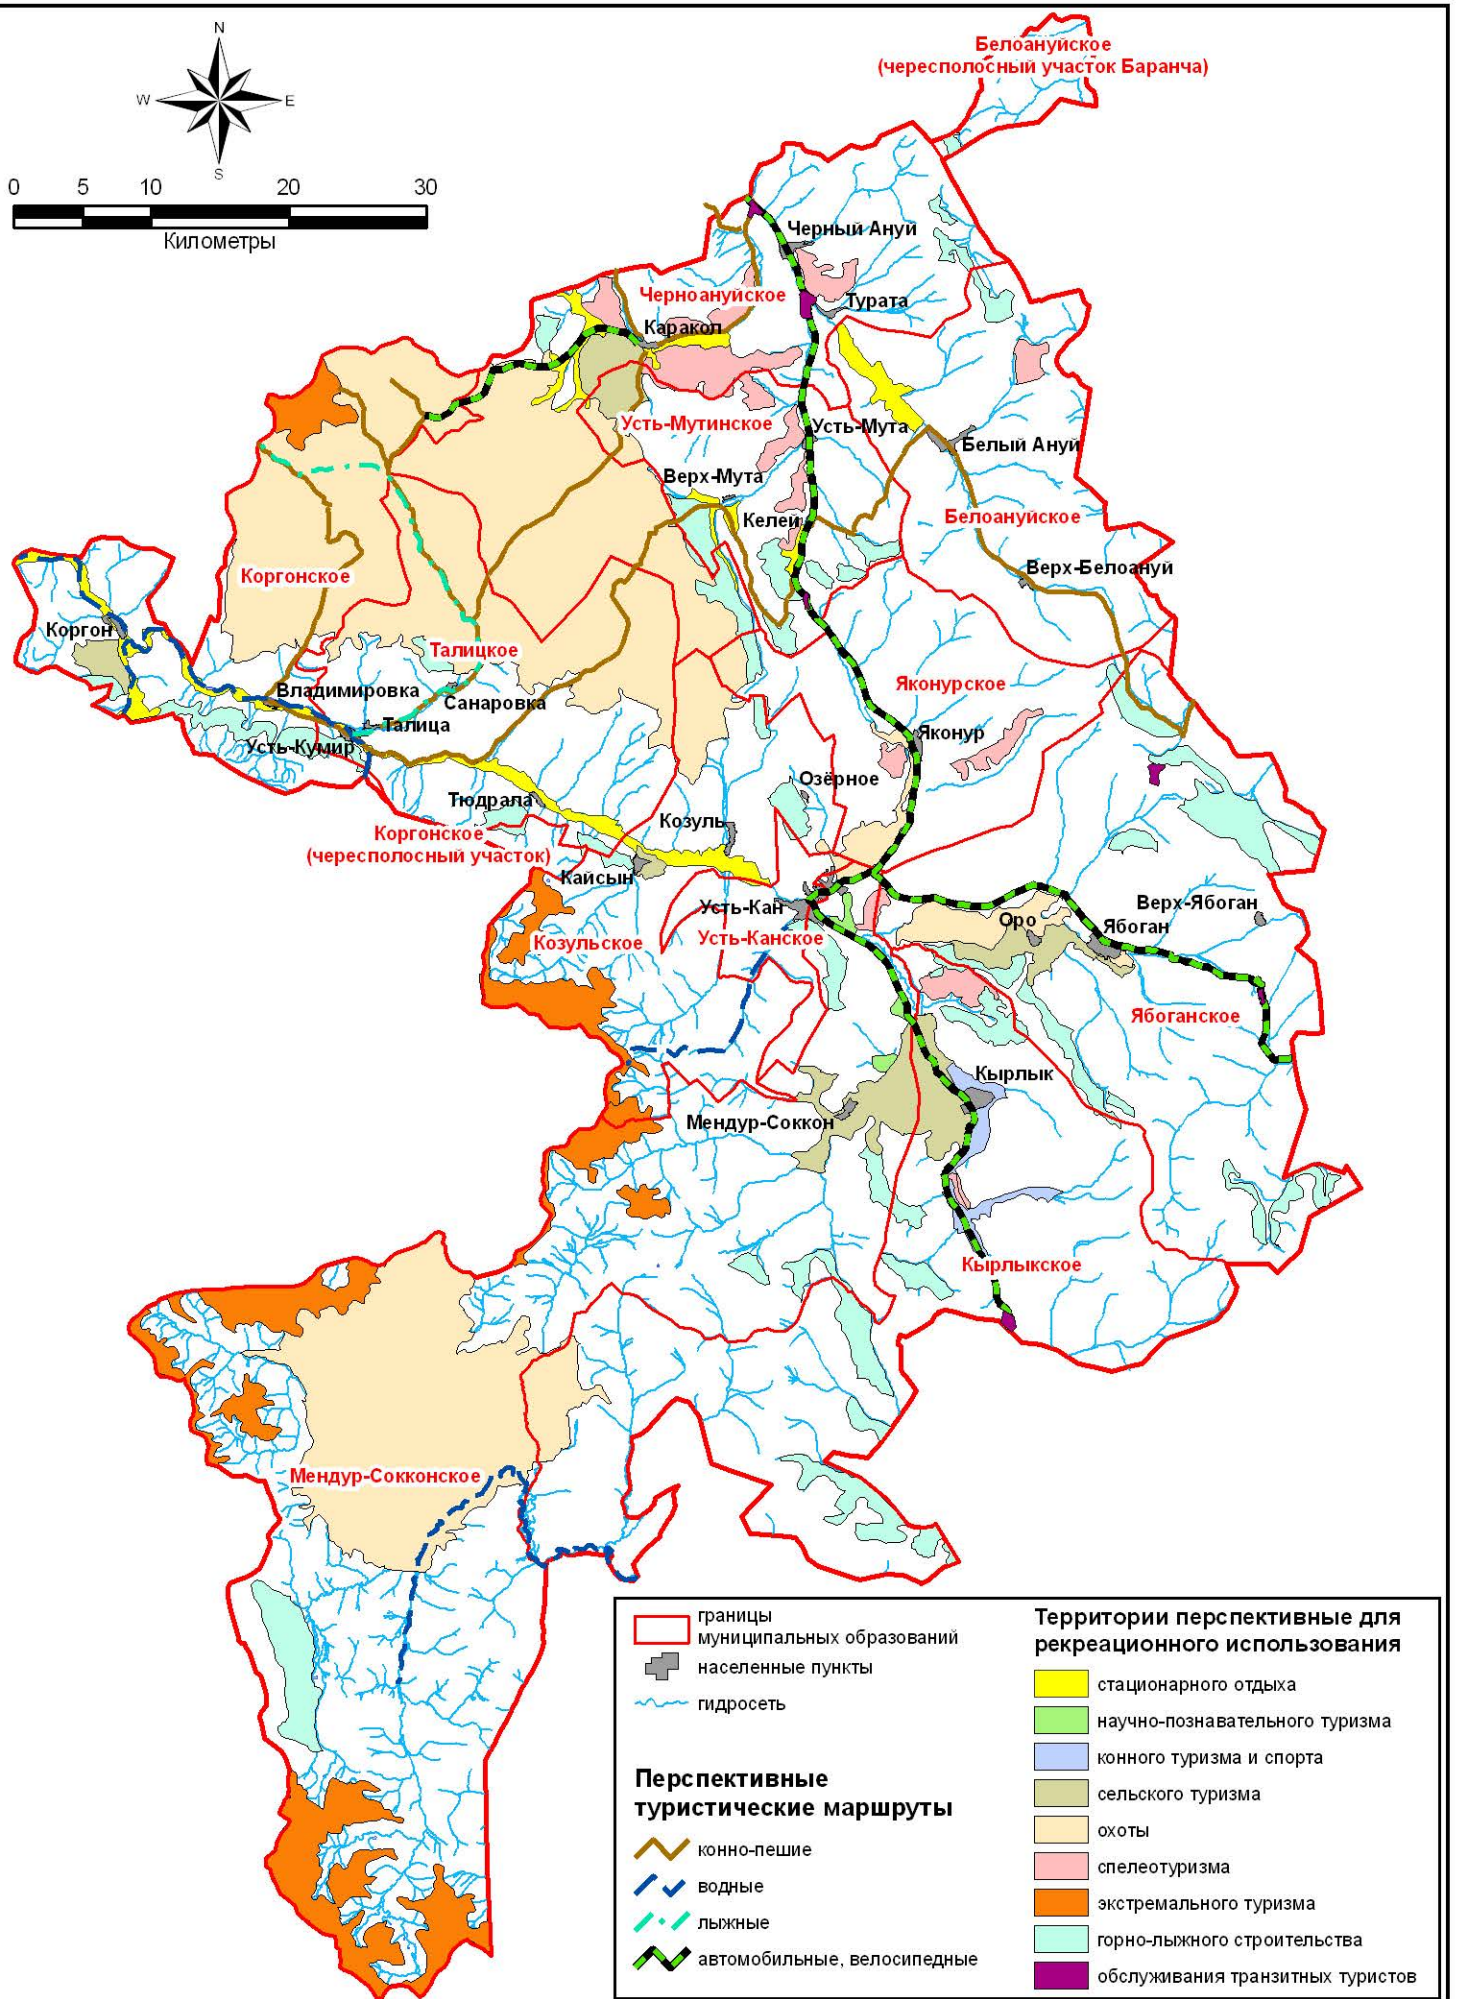 Белоануйское
(чересполосный участок Баранча)
N
W
E
S
0 5 10 20 30
Километры
Черный Ануй
Черноануйское
Турата
Каракол
Усть-Мутинское
Усть-Мута
Белый Ануй
Верх-Мута
Келей
Белоануйское
Коргонское
Верх-Белоануй
Коргон
Талицкое
Яконурское
Владимировка
Санаровка
Талица
Усть-Кумир
Яконур
Озёрное
Тюдрала
Козуль
Коргонское
(чересполосный участок)
Кайсын
Усть-Кан
Верх-Ябоган
Оро
Ябоган
Козульское
Усть-Канское
Ябоганское
Кырлык
Мендур-Соккон
Кырлыкское
Мендур-Сокконское
границы
муниципальных образований
населенные пункты
гидросеть
Перспективные
туристические маршруты
конно-пешие
водные
лыжные
автомобильные, велосипедные
Территории перспективные для
рекреационного использования
стационарного отдыха
научно-познавательного туризма
конного туризма и спорта
сельского туризма
охоты
спелеотуризма
экстремального туризма
горно-лыжного строительства
обслуживания транзитных туристов